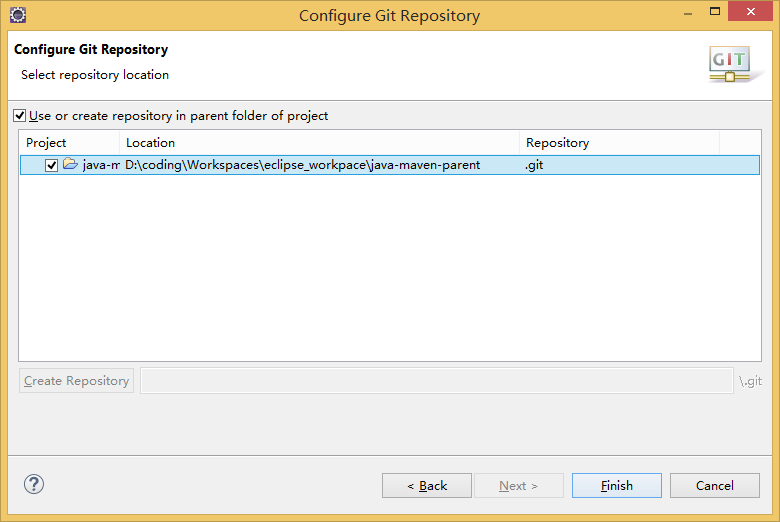 Configure Git Repository
Configure Git Repository
Select repository location
GIT
Use or create repository in parent folder of project
Project Location Repository
java-m D:\coding\Workspaces\eclipse_workpace\java-maven-parent .git
Create Repository \.git
? < Back Next > Finish Cancel